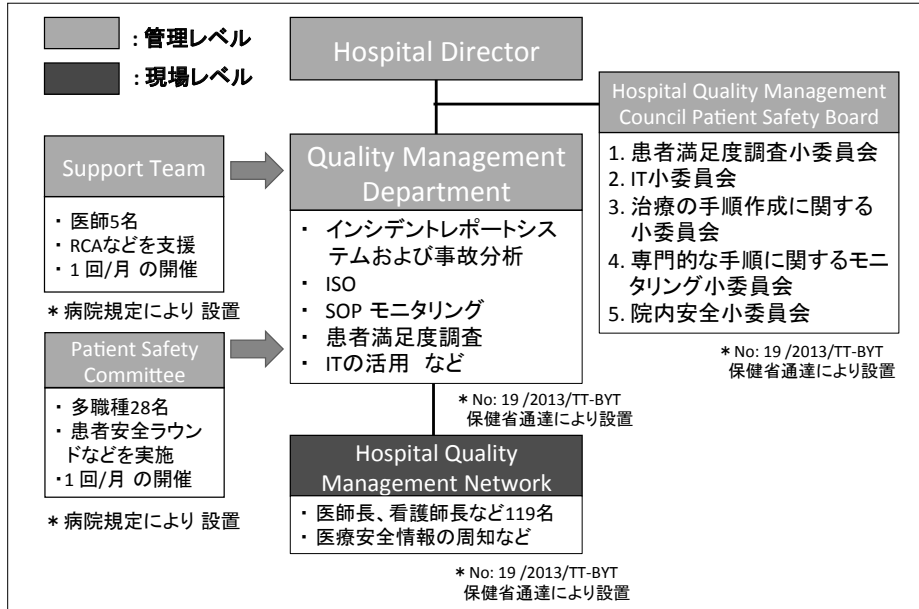 : 管理レベル
: 現場レベル
Hospital Director
Hospital Quality Management
Council Patient Safety Board
1. 患者満足度調査小委員会
2. IT小委員会
3. 治療の手順作成に関する
小委員会
4. 専門的な手順に関するモニ
タリング小委員会
5. 院内安全小委員会
* No: 19 /2013/TT-BYT
保健省通達により設置
Support Team
・ 医師5名
・ RCAなどを支援
・ 1 回/月 の開催
* 病院規定により 設置
Quality Management
Department
・ インシデントレポートシス
テムおよび事故分析
・ ISO
・ SOP モニタリング
・ 患者満足度調査
・ ITの活用 など
* No: 19 /2013/TT-BYT
保健省通達により設置
Patient Safety
Committee
・ 多職種28名
・ 患者安全ラウン
ドなどを実施
・1 回/月 の開催
* 病院規定により 設置
Hospital Quality
Management Network
・ 医師長、看護師長など119名
・ 医療安全情報の周知など
* No: 19 /2013/TT-BYT
保健省通達により設置